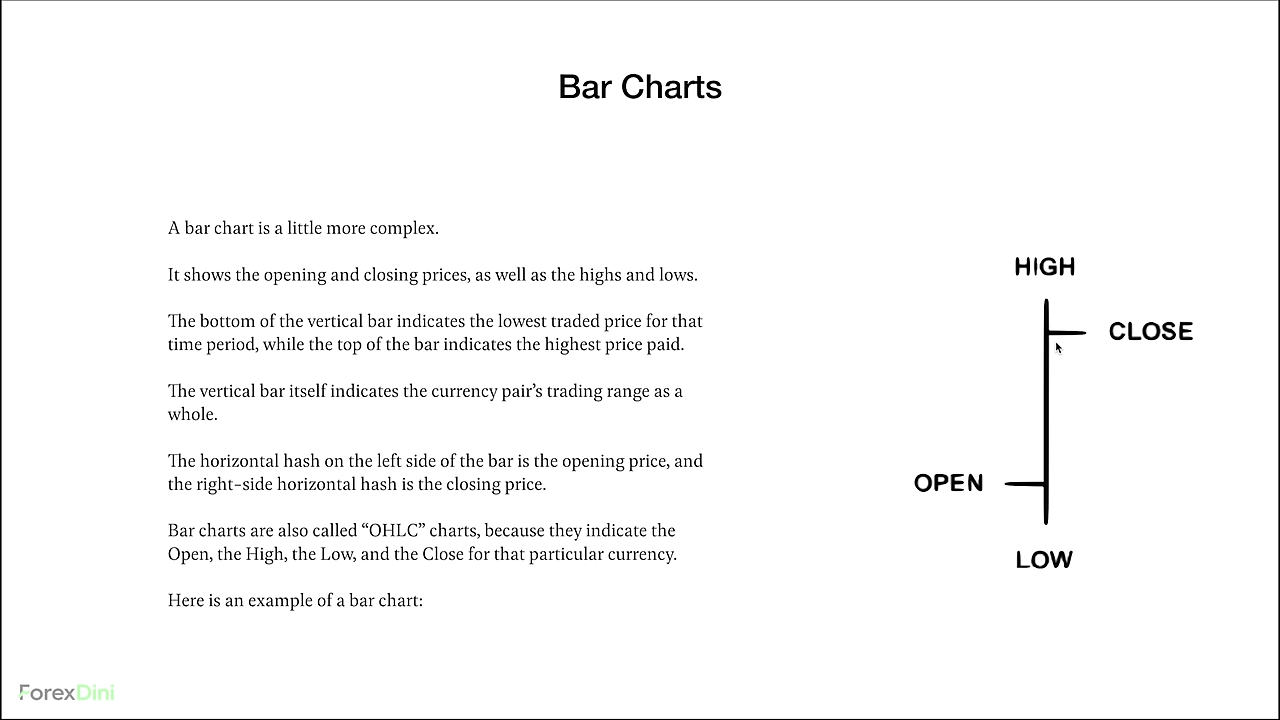 Bar Charts
A bar chart is a little more complex.
It shows the opening and closing prices, as well as the highs and lows.
The bottom of the vertical bar indicates the lowest traded price for that
time period, while the top of the bar indicates the highest price paid.
The vertical bar itself indicates the currency pair’s trading range as a
whole.
The horizontal hash on the left side of the bar is the opening price, and
the right-side horizontal hash is the closing price.
Bar charts are also called “OHLC” charts, because they indicate the
Open, the High, the Low, and the Close for that particular currency.
Here is an example of a bar chart:
HIGH
CLOSE
OPEN
LOW
ForexDini